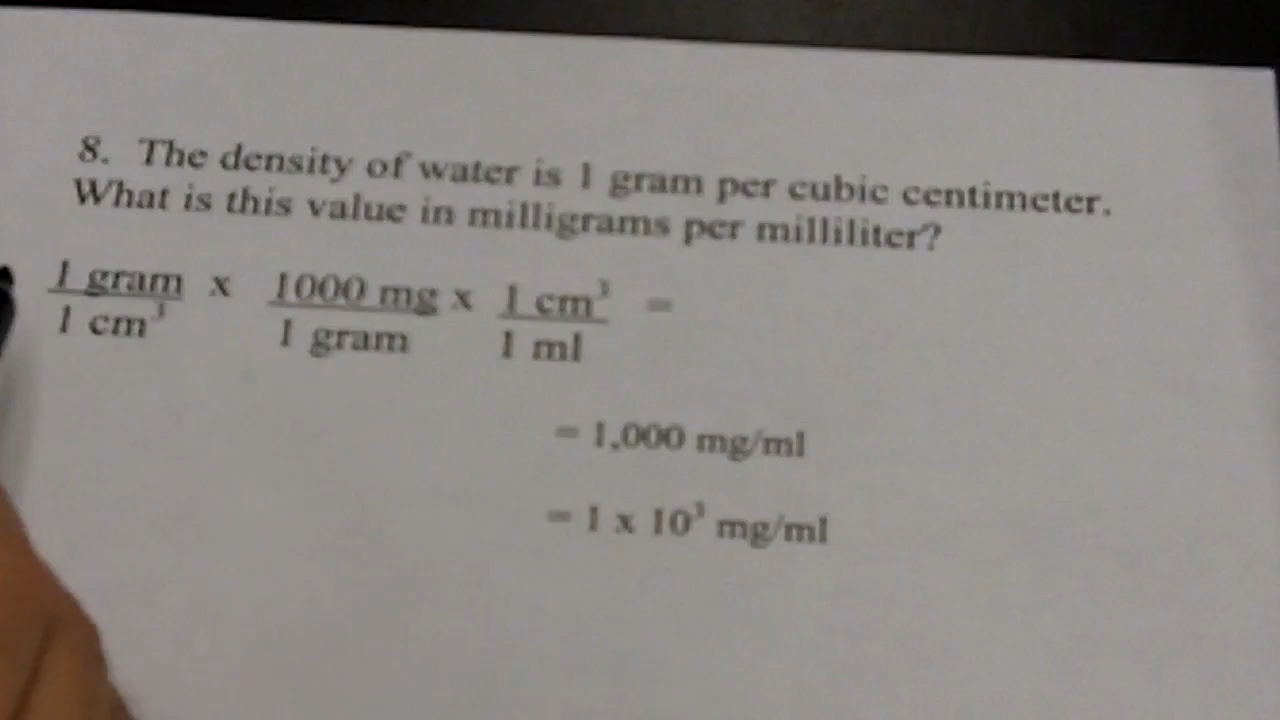 8. The density of water is 1 gram per cubic centimeter.
What is this value in milligrams per milliliter?
1 gram x 1000 mg x 1 cm³ =
1 cm³ 1 gram 1 ml
= 1,000 mg/ml
= 1 x 10³ mg/ml